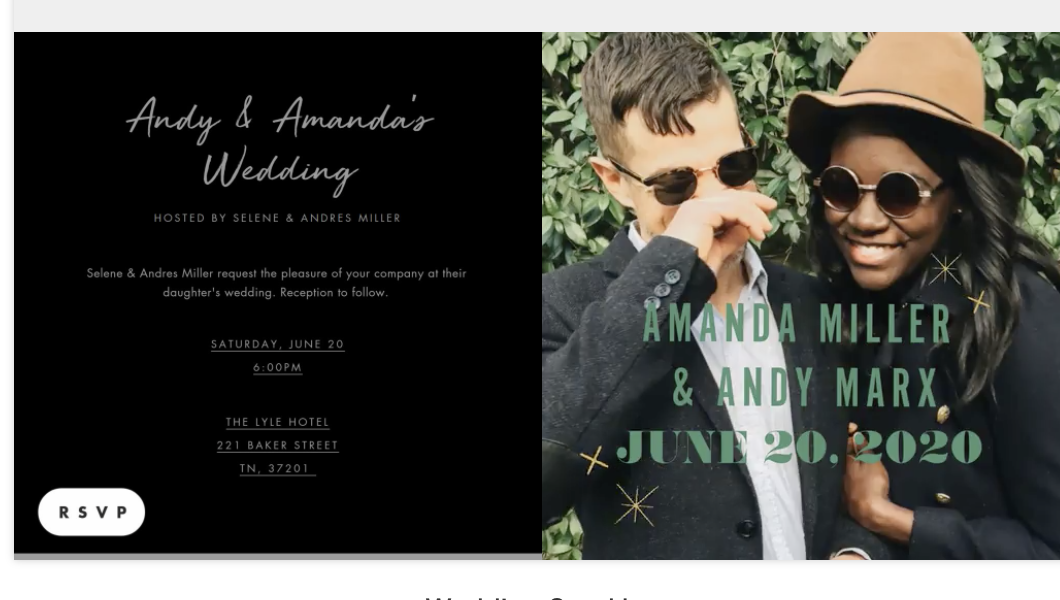 Andy & Amanda's
Wedding
HOSTED BY SELENE & ANDRES MILLER
Selene & Andres Miller request the pleasure of your company at their
daughter's wedding. Reception to follow.
SATURDAY, JUNE 20
6:00PM
THE LYLE HOTEL
221 BAKER STREET
TN, 37201
RSVP
AMANDA MILLER
& ANDY MARX
JUNE 20, 2020